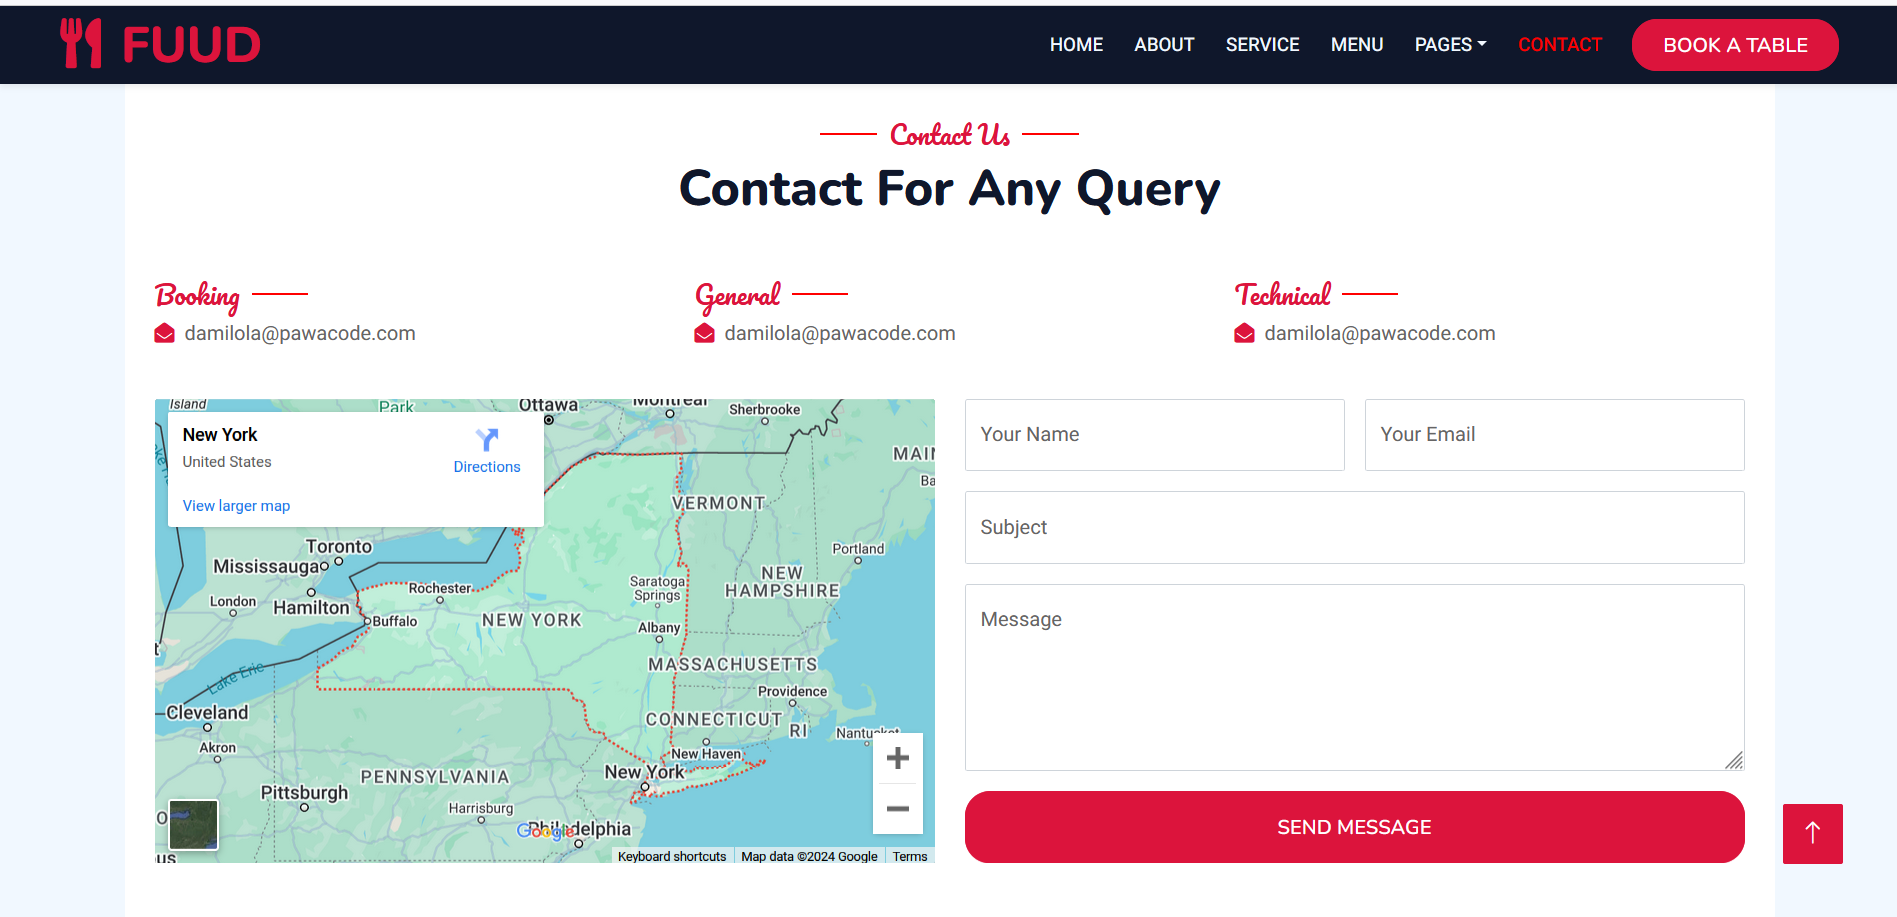 FUUD
HOME ABOUT SERVICE MENU PAGES CONTACT BOOK A TABLE
Contact Us
Contact For Any Query
Booking
damilola@pawacode.com
General
damilola@pawacode.com
Technical
damilola@pawacode.com
New York
United States
Directions
View larger map
Island
Park
Ottawa
Montreal
Sherbrooke
VERMONT
Toronto
Mississauga
Portland
London
Hamilton
Rochester
Buffalo
NEW YORK
Saratoga
Springs
NEW
HAMPSHIRE
Albany
MASSACHUSETTS
Lake Erie
Providence
Cleveland
CONNECTICUT
RI
Nantucket
Akron
New Haven
New York
PENNSYLVANIA
Pittsburgh
Harrisburg
Philadelphia
Google
Keyboard shortcuts
Map data ©2024 Google
Terms
Your Name
Your Email
Subject
Message
SEND MESSAGE